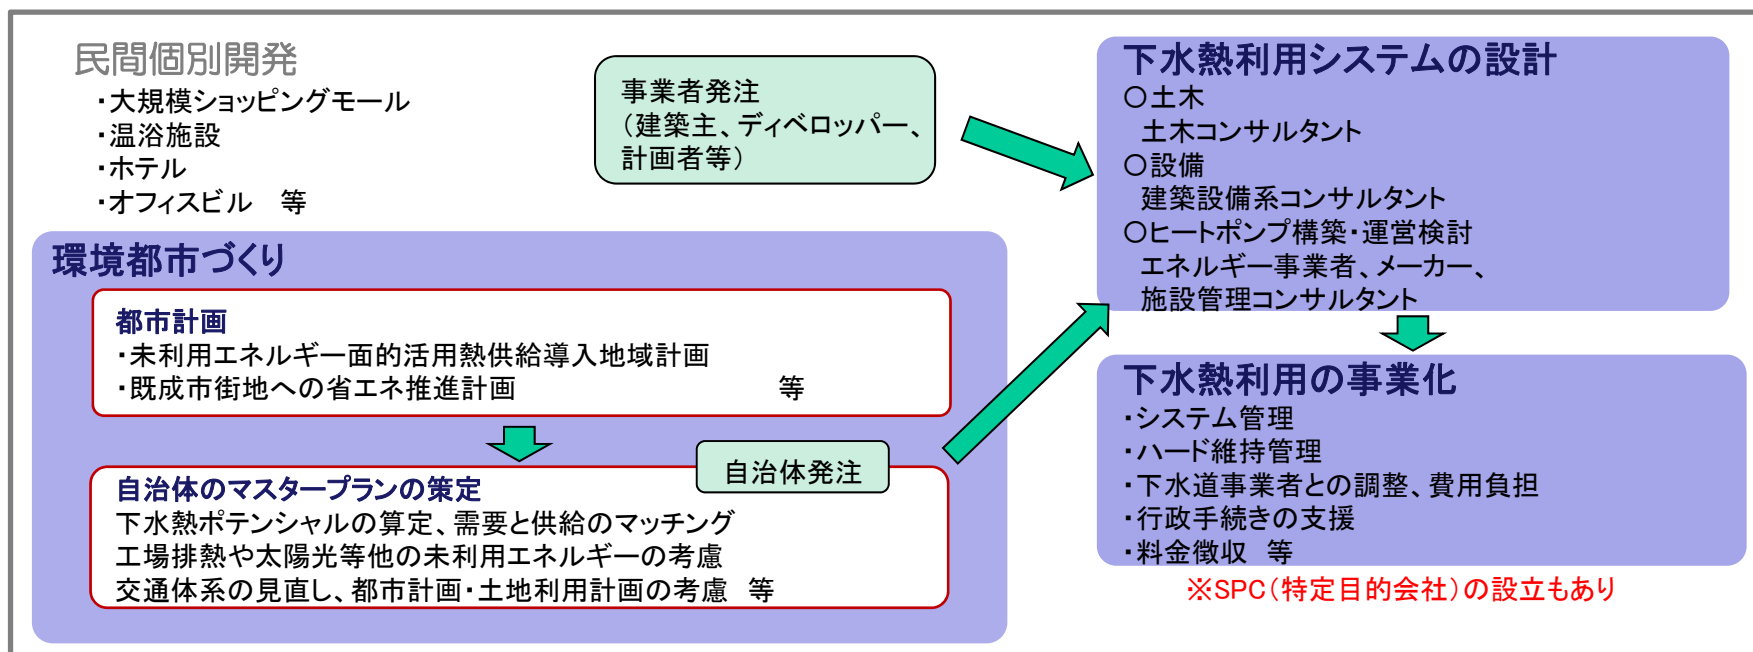 民間個別開発
・大規模ショッピングモール
・温浴施設
・ホテル
・オフィスビル 等
事業者発注
（建築主、ディベロッパー、
計画者等）
環境都市づくり
都市計画
・未利用エネルギー面的活用熱供給導入地域計画
・既成市街地への省エネ推進計画 等
自治体発注
自治体のマスタープランの策定
下水熱ポテンシャルの算定、需要と供給のマッチング
工場排熱や太陽光等他の未利用エネルギーの考慮
交通体系の見直し、都市計画・土地利用計画の考慮 等
下水熱利用システムの設計
○土木
土木コンサルタント
○設備
建築設備系コンサルタント
○ヒートポンプ構築・運営検討
エネルギー事業者、メーカー、
施設管理コンサルタント
下水熱利用の事業化
・システム管理
・ハード維持管理
・下水道事業者との調整、費用負担
・行政手続きの支援
・料金徴収 等
※SPC（特定目的会社）の設立もあり